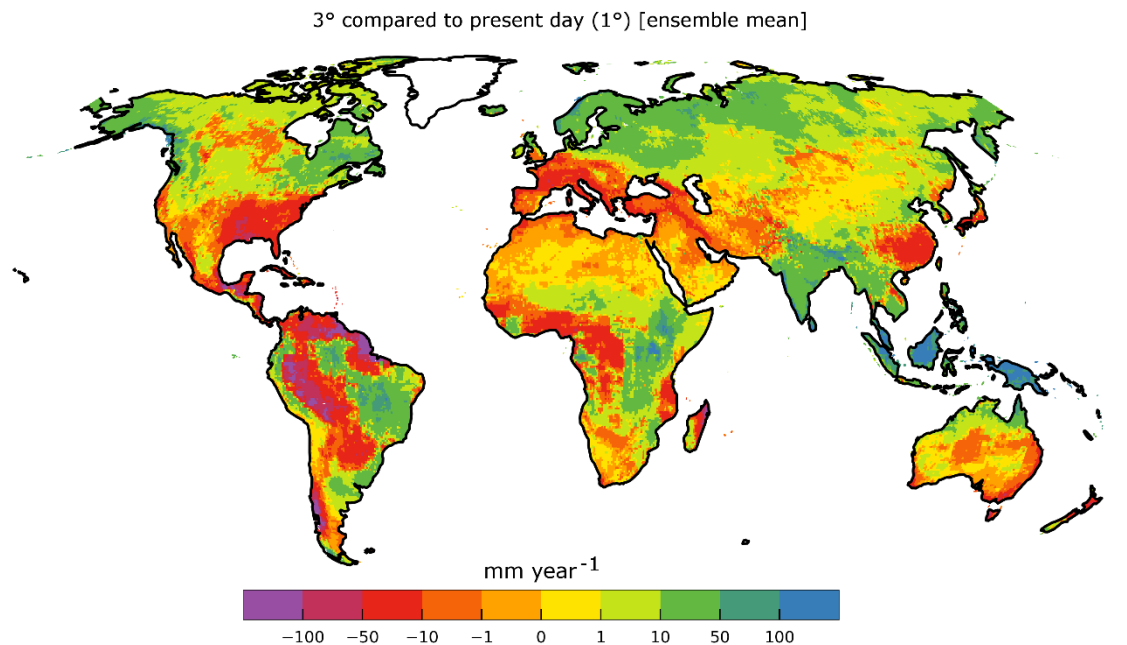 3° compared to present day (1°) [ensemble mean]
mm year⁻¹
−100 −50 −10 −1 0 1 10 50 100